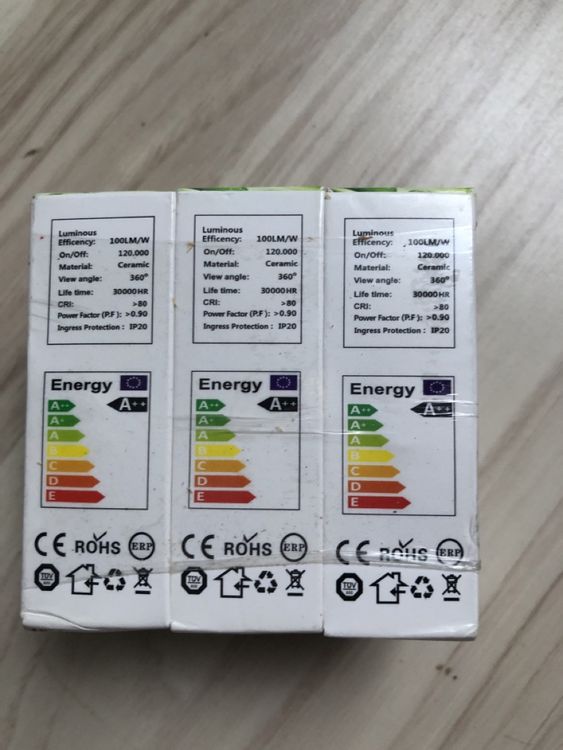 Luminous
Efficency: 100LM/W
On/Off: 120.000
Material: Ceramic
View angle: 360°
Life time: 30000HR
CRI: >80
Power Factor (P.F): >0.90
Ingress Protection: IP20
Energy
A++ A++
A+
A
B
C
D
E
CE ROHS ERP
TÜV
Luminous
Efficency: 100LM/W
On/Off: 120.000
Material: Ceramic
View angle: 360°
Life time: 30000HR
CRI: >80
Power Factor (P.F): >0.90
Ingress Protection: IP20
Energy
A++ A++
A+
A
B
C
D
E
CE ROHS ERP
TÜV
Luminous
Efficency: 100LM/W
On/Off: 120.000
Material: Ceramic
View angle: 360°
Life time: 30000HR
CRI: >80
Power Factor (P.F): >0.90
Ingress Protection: IP20
Energy
A++ A++
A+
A
B
C
D
E
CE ROHS ERP
TÜV